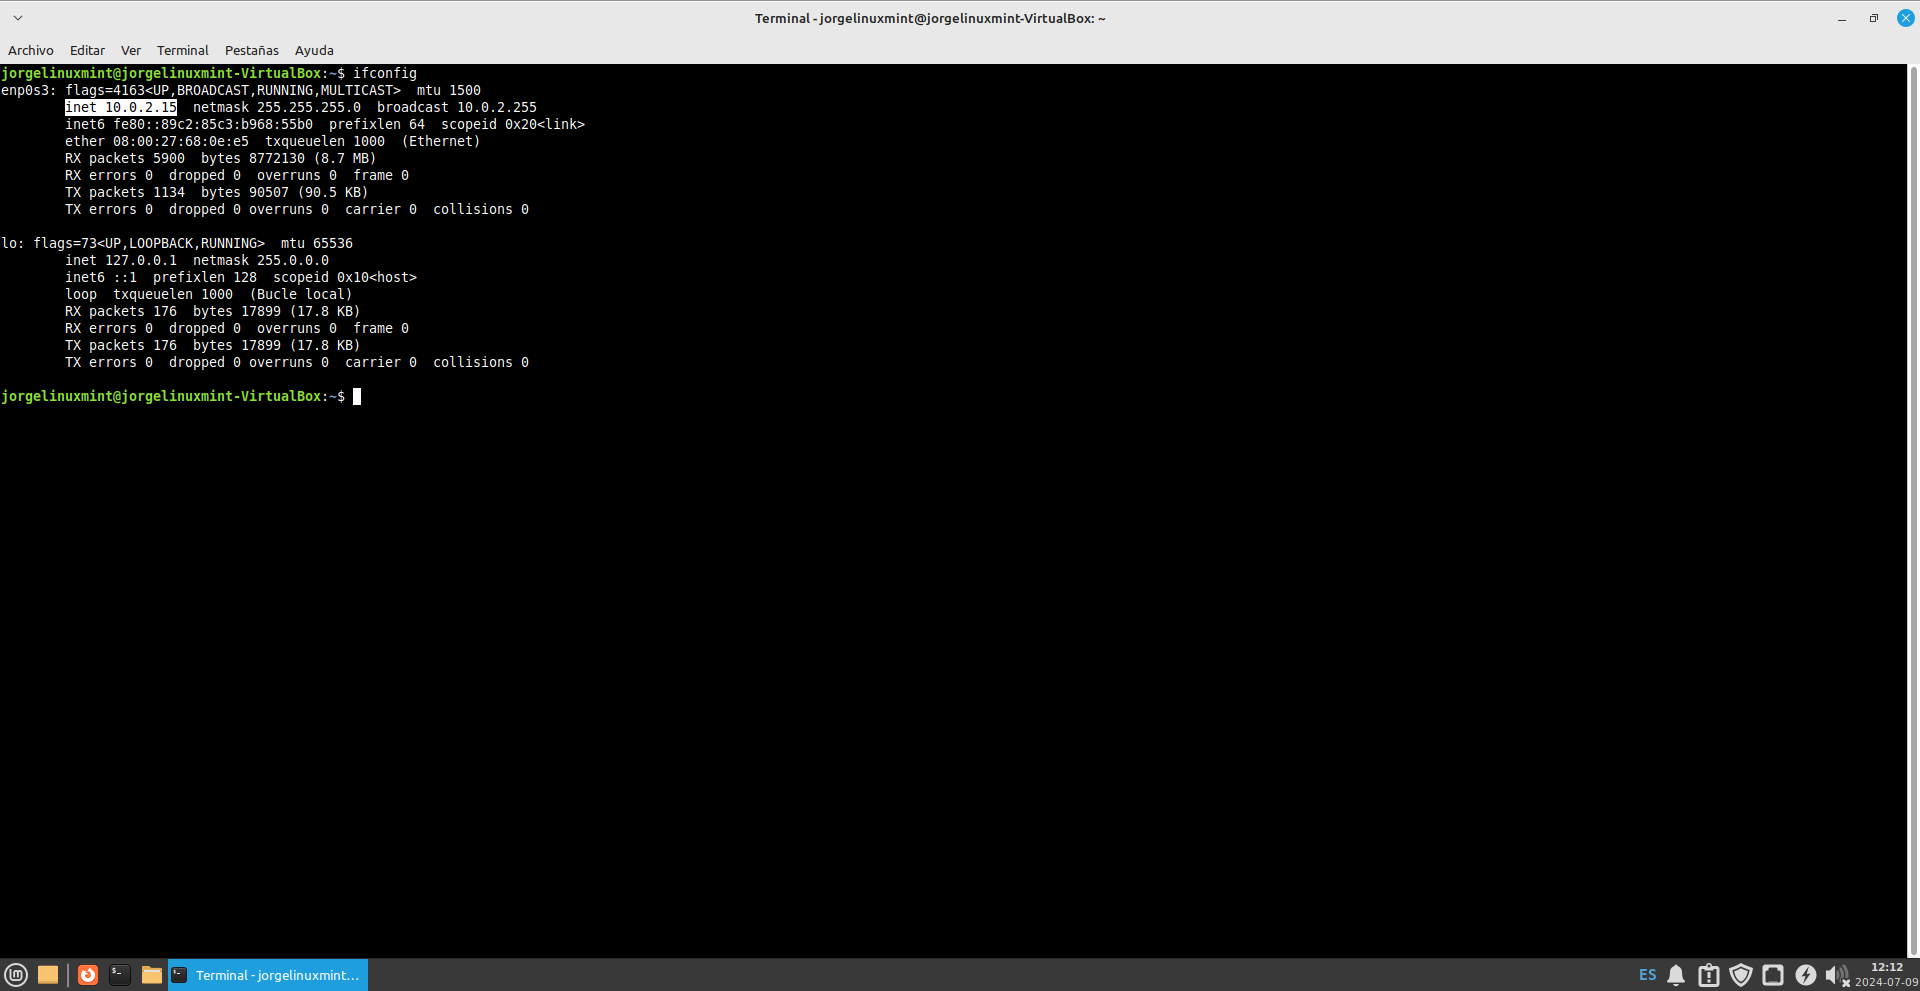 Terminal - jorgelinuxmint@jorgelinuxmint-VirtualBox: ~
Archivo Editar Ver Terminal Pestañas Ayuda
jorgelinuxmint@jorgelinuxmint-VirtualBox:~$ ifconfig
enp0s3: flags=4163<UP,BROADCAST,RUNNING,MULTICAST>  mtu 1500
        inet 10.0.2.15  netmask 255.255.255.0  broadcast 10.0.2.255
        inet6 fe80::89c2:85c3:b968:55b0  prefixlen 64  scopeid 0x20<link>
        ether 08:00:27:68:0e:e5  txqueuelen 1000  (Ethernet)
        RX packets 5900  bytes 8772130 (8.7 MB)
        RX errors 0  dropped 0  overruns 0  frame 0
        TX packets 1134  bytes 90507 (90.5 KB)
        TX errors 0  dropped 0 overruns 0  carrier 0  collisions 0
lo: flags=73<UP,LOOPBACK,RUNNING>  mtu 65536
        inet 127.0.0.1  netmask 255.0.0.0
        inet6 ::1  prefixlen 128  scopeid 0x10<host>
        loop  txqueuelen 1000  (Bucle local)
        RX packets 176  bytes 17899 (17.8 KB)
        RX errors 0  dropped 0  overruns 0  frame 0
        TX packets 176  bytes 17899 (17.8 KB)
        TX errors 0  dropped 0 overruns 0  carrier 0  collisions 0
jorgelinuxmint@jorgelinuxmint-VirtualBox:~$
Terminal - jorgelinuxmint...
ES
12:12
2024-07-09